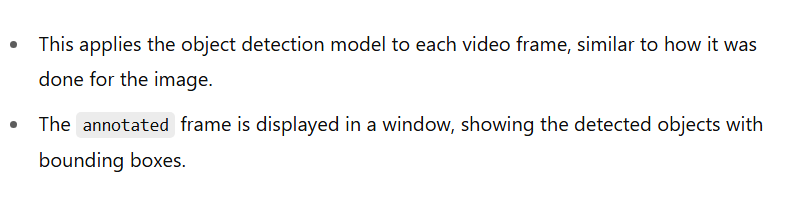 This applies the object detection model to each video frame, similar to how it was
done for the image.
The annotated frame is displayed in a window, showing the detected objects with
bounding boxes.